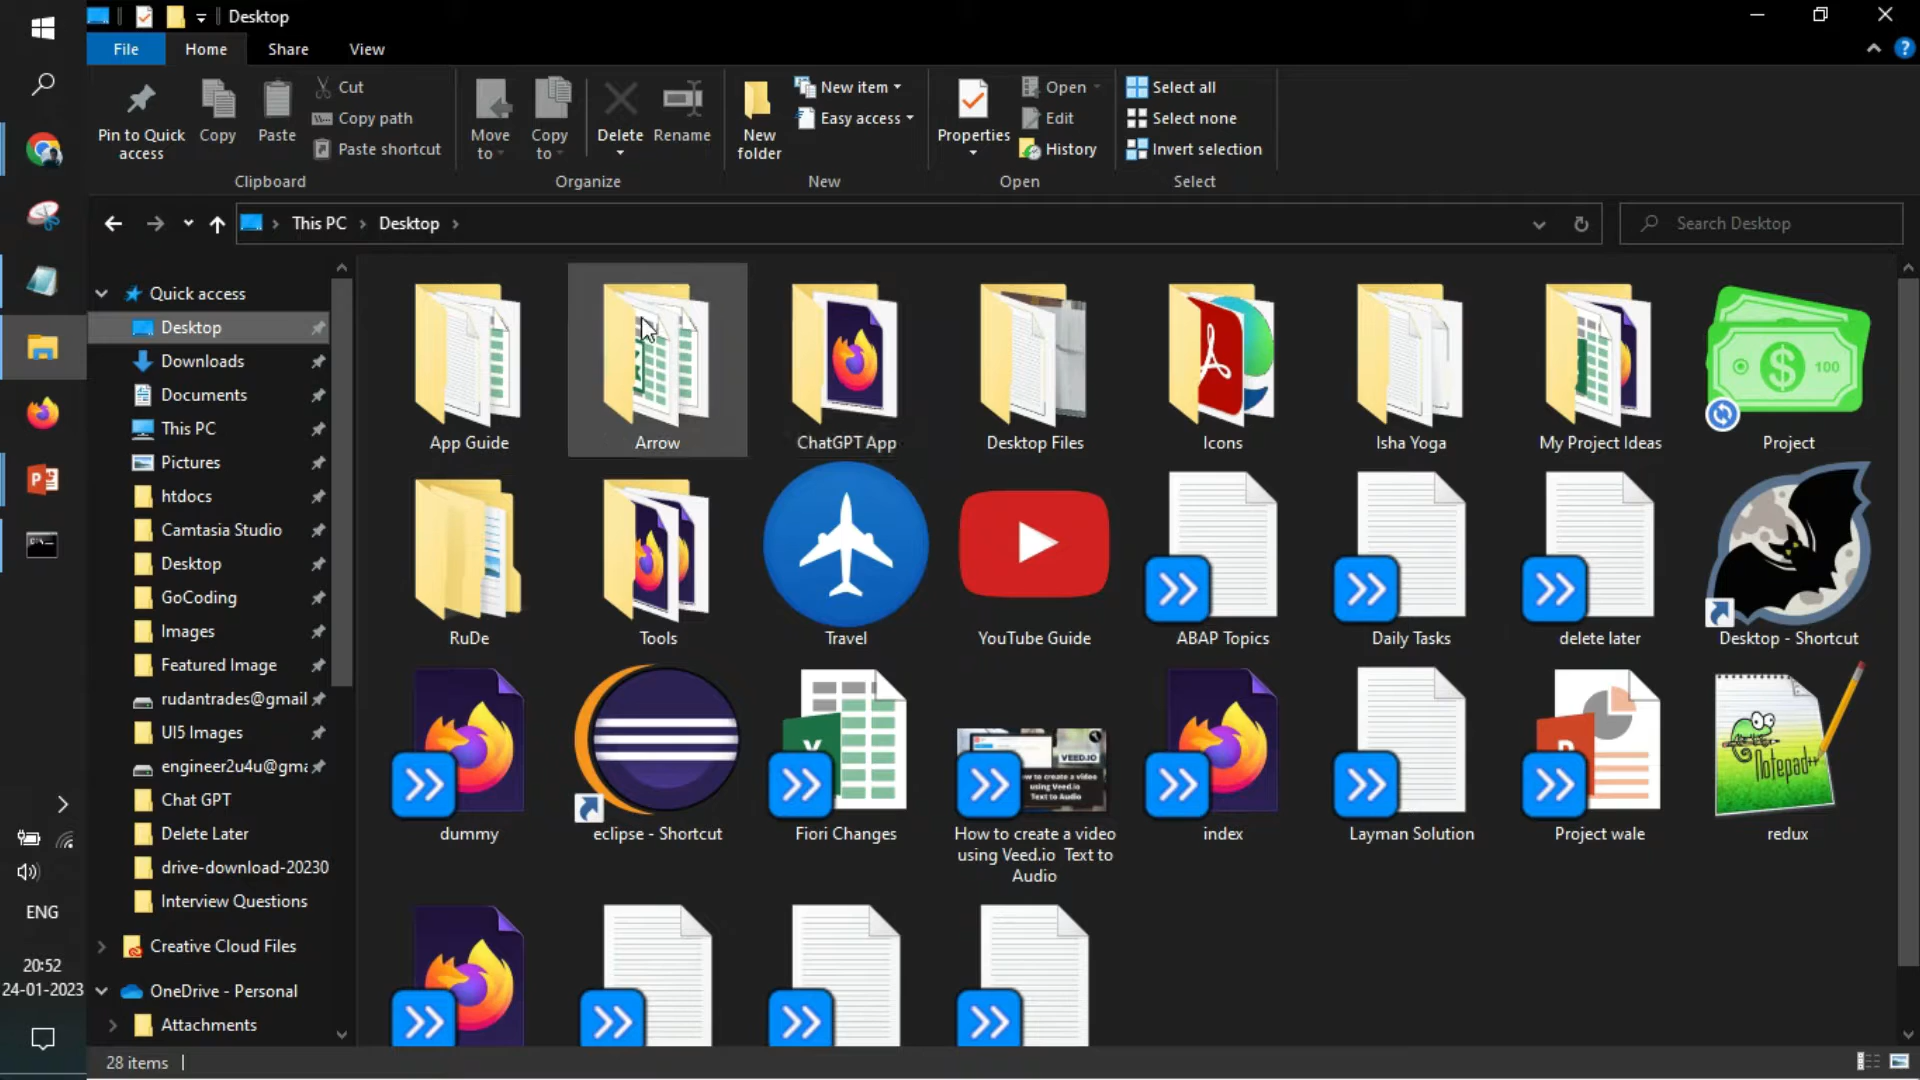 Desktop
File Home Share View
Pin to Quick access
Copy
Paste
Cut
Copy path
Paste shortcut
Clipboard
Move to
Copy to
Delete
Rename
Organize
New folder
New item
Easy access
New
Properties
Open
Edit
History
Open
Select all
Select none
Invert selection
Select
This PC Desktop
Search Desktop
Quick access
Desktop
Downloads
Documents
This PC
Pictures
htdocs
Camtasia Studio
Desktop
GoCoding
Images
Featured Image
rudantrades@gmail
UI5 Images
engineer2u4u@gm
Chat GPT
Delete Later
drive-download-20230
Interview Questions
Creative Cloud Files
OneDrive - Personal
Attachments
App Guide
Arrow
ChatGPT App
Desktop Files
Icons
Isha Yoga
My Project Ideas
100
Project
RuDe
Tools
Travel
YouTube Guide
ABAP Topics
Daily Tasks
delete later
Desktop - Shortcut
dummy
eclipse - Shortcut
Fiori Changes
VEED.IO
How to create a video
using Veed.io Text to
Audio
index
Layman Solution
Project wale
Notepad++
redux
ENG
20:52
24-01-2023
28 items